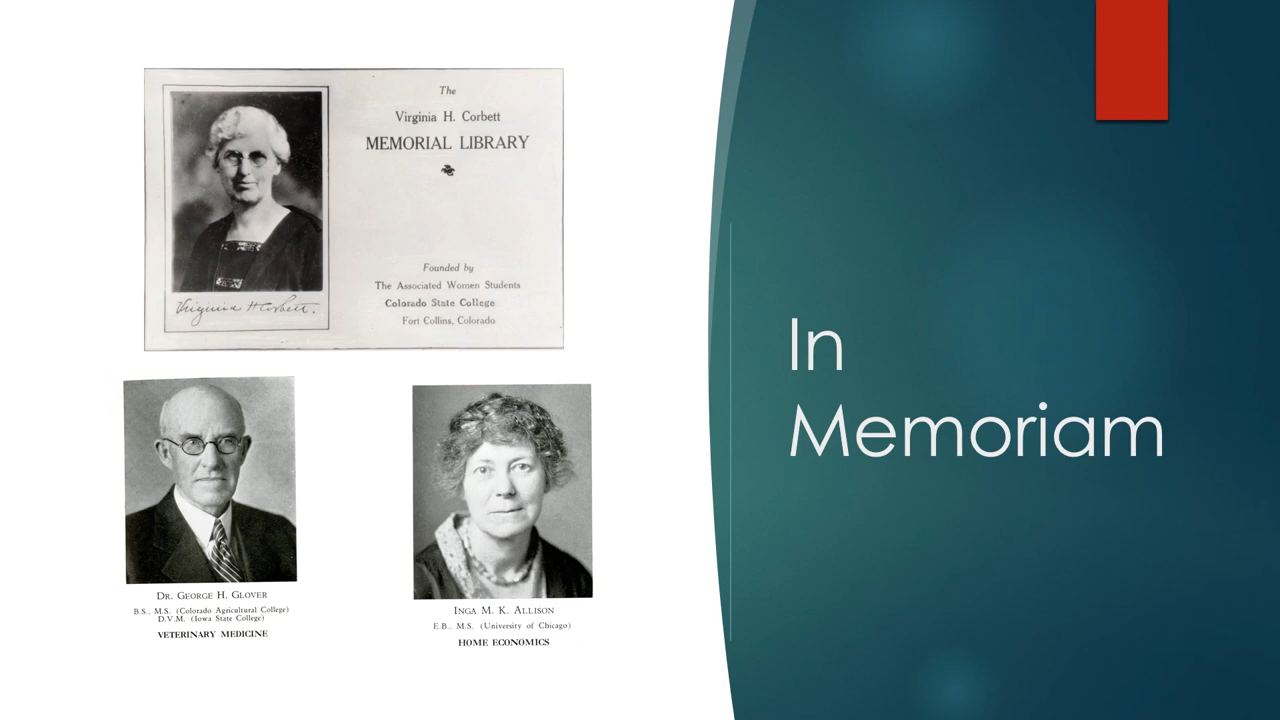 The
Virginia H. Corbett
MEMORIAL LIBRARY
Founded by
The Associated Women Students
Colorado State College
Fort Collins, Colorado
Virginia H Corbett.
DR. GEORGE H. GLOVER
B.S., M.S. (Colorado Agricultural College)
D.V.M. (Iowa State College)
VETERINARY MEDICINE
INGA M. K. ALLISON
E.B., M.S. (University of Chicago)
HOME ECONOMICS
In
Memoriam